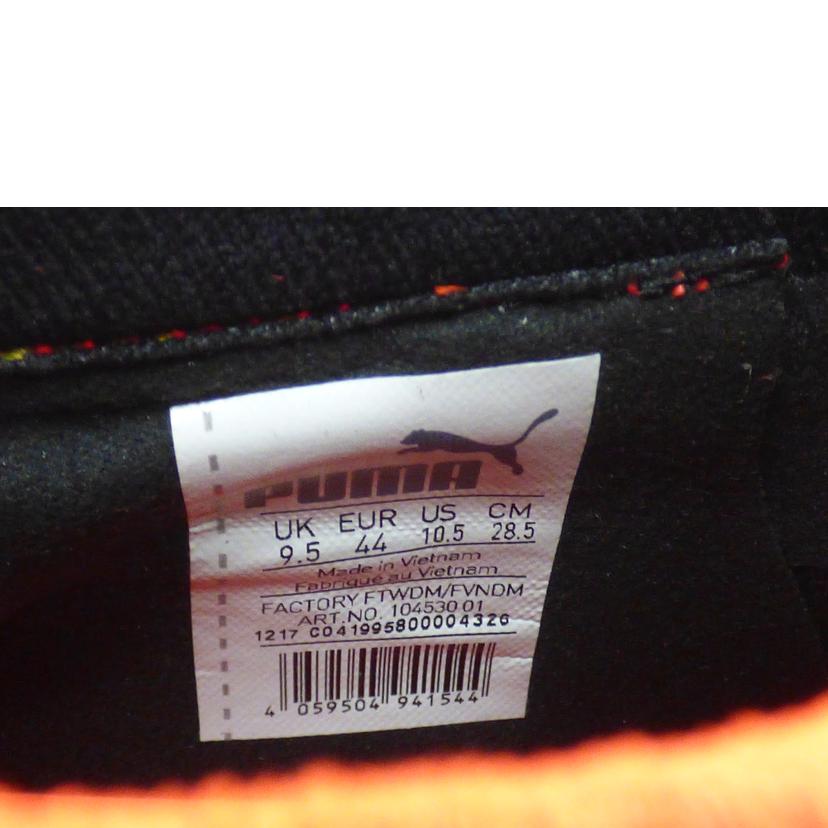 PUMA
UK EUR US CM
9.5 44 10.5 28.5
Made in Vietnam
Fabriqué au Vietnam
FACTORY FTWDM/FVNDM
ART.NO. 104530 01
1217 C0419958000004326
4 059504 941544